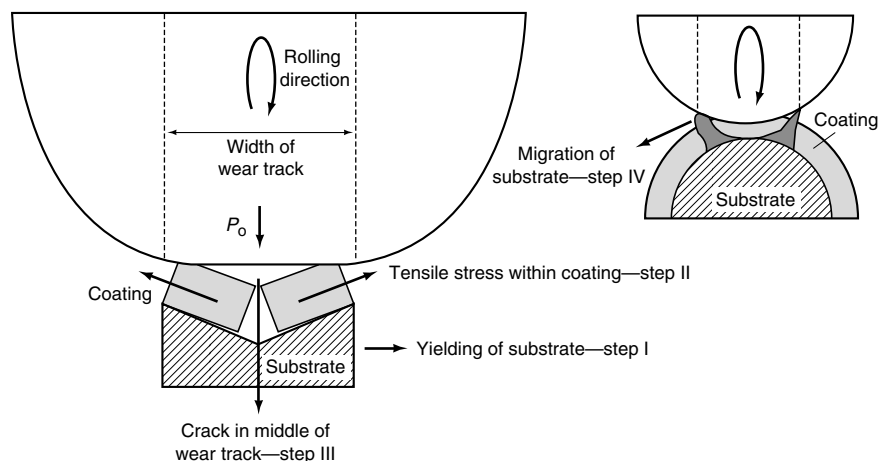 Rolling
direction
Width of
wear track
Po
Coating
Tensile stress within coating—step II
Yielding of substrate—step I
Substrate
Crack in middle of
wear track—step III
Coating
Migration of
substrate—step IV
Substrate